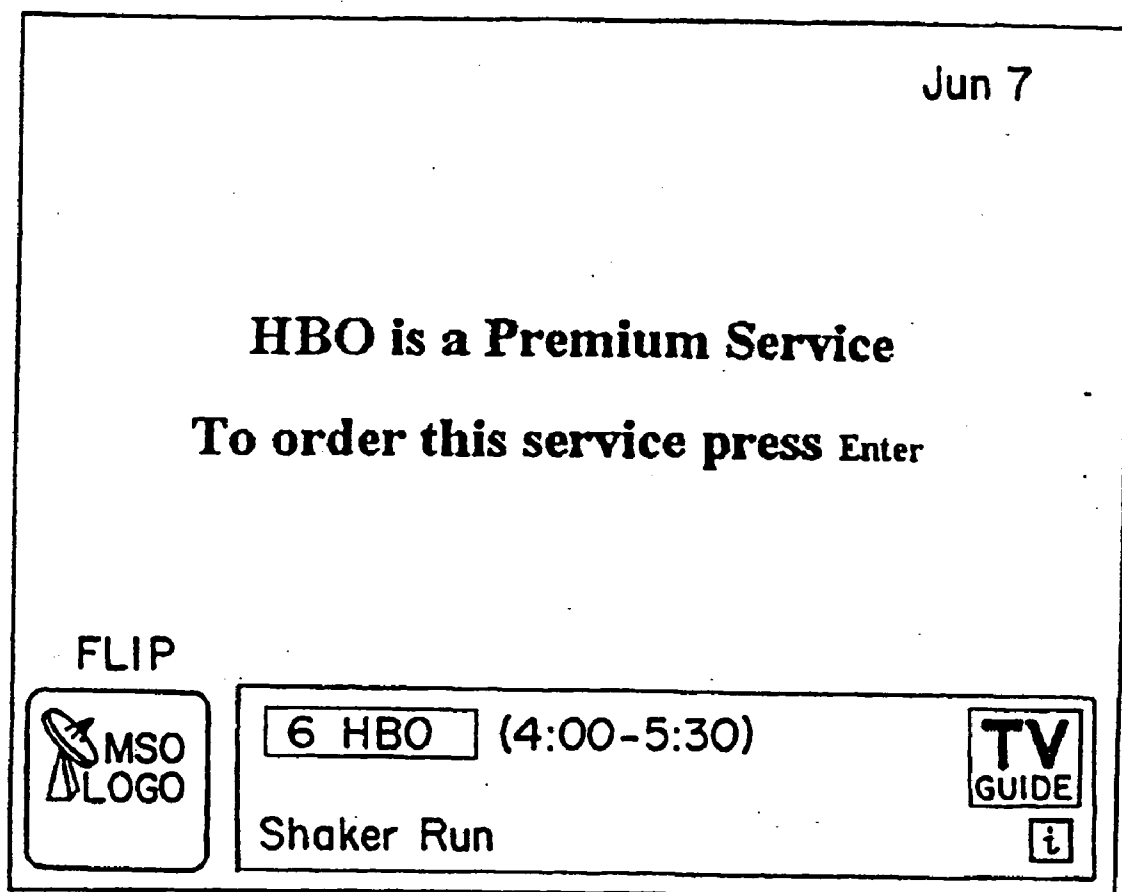 Jun 7
HBO is a Premium Service
To order this service press Enter
FLIP
MSO
LOGO
6 HBO (4:00-5:30)
TV
GUIDE
Shaker Run
i